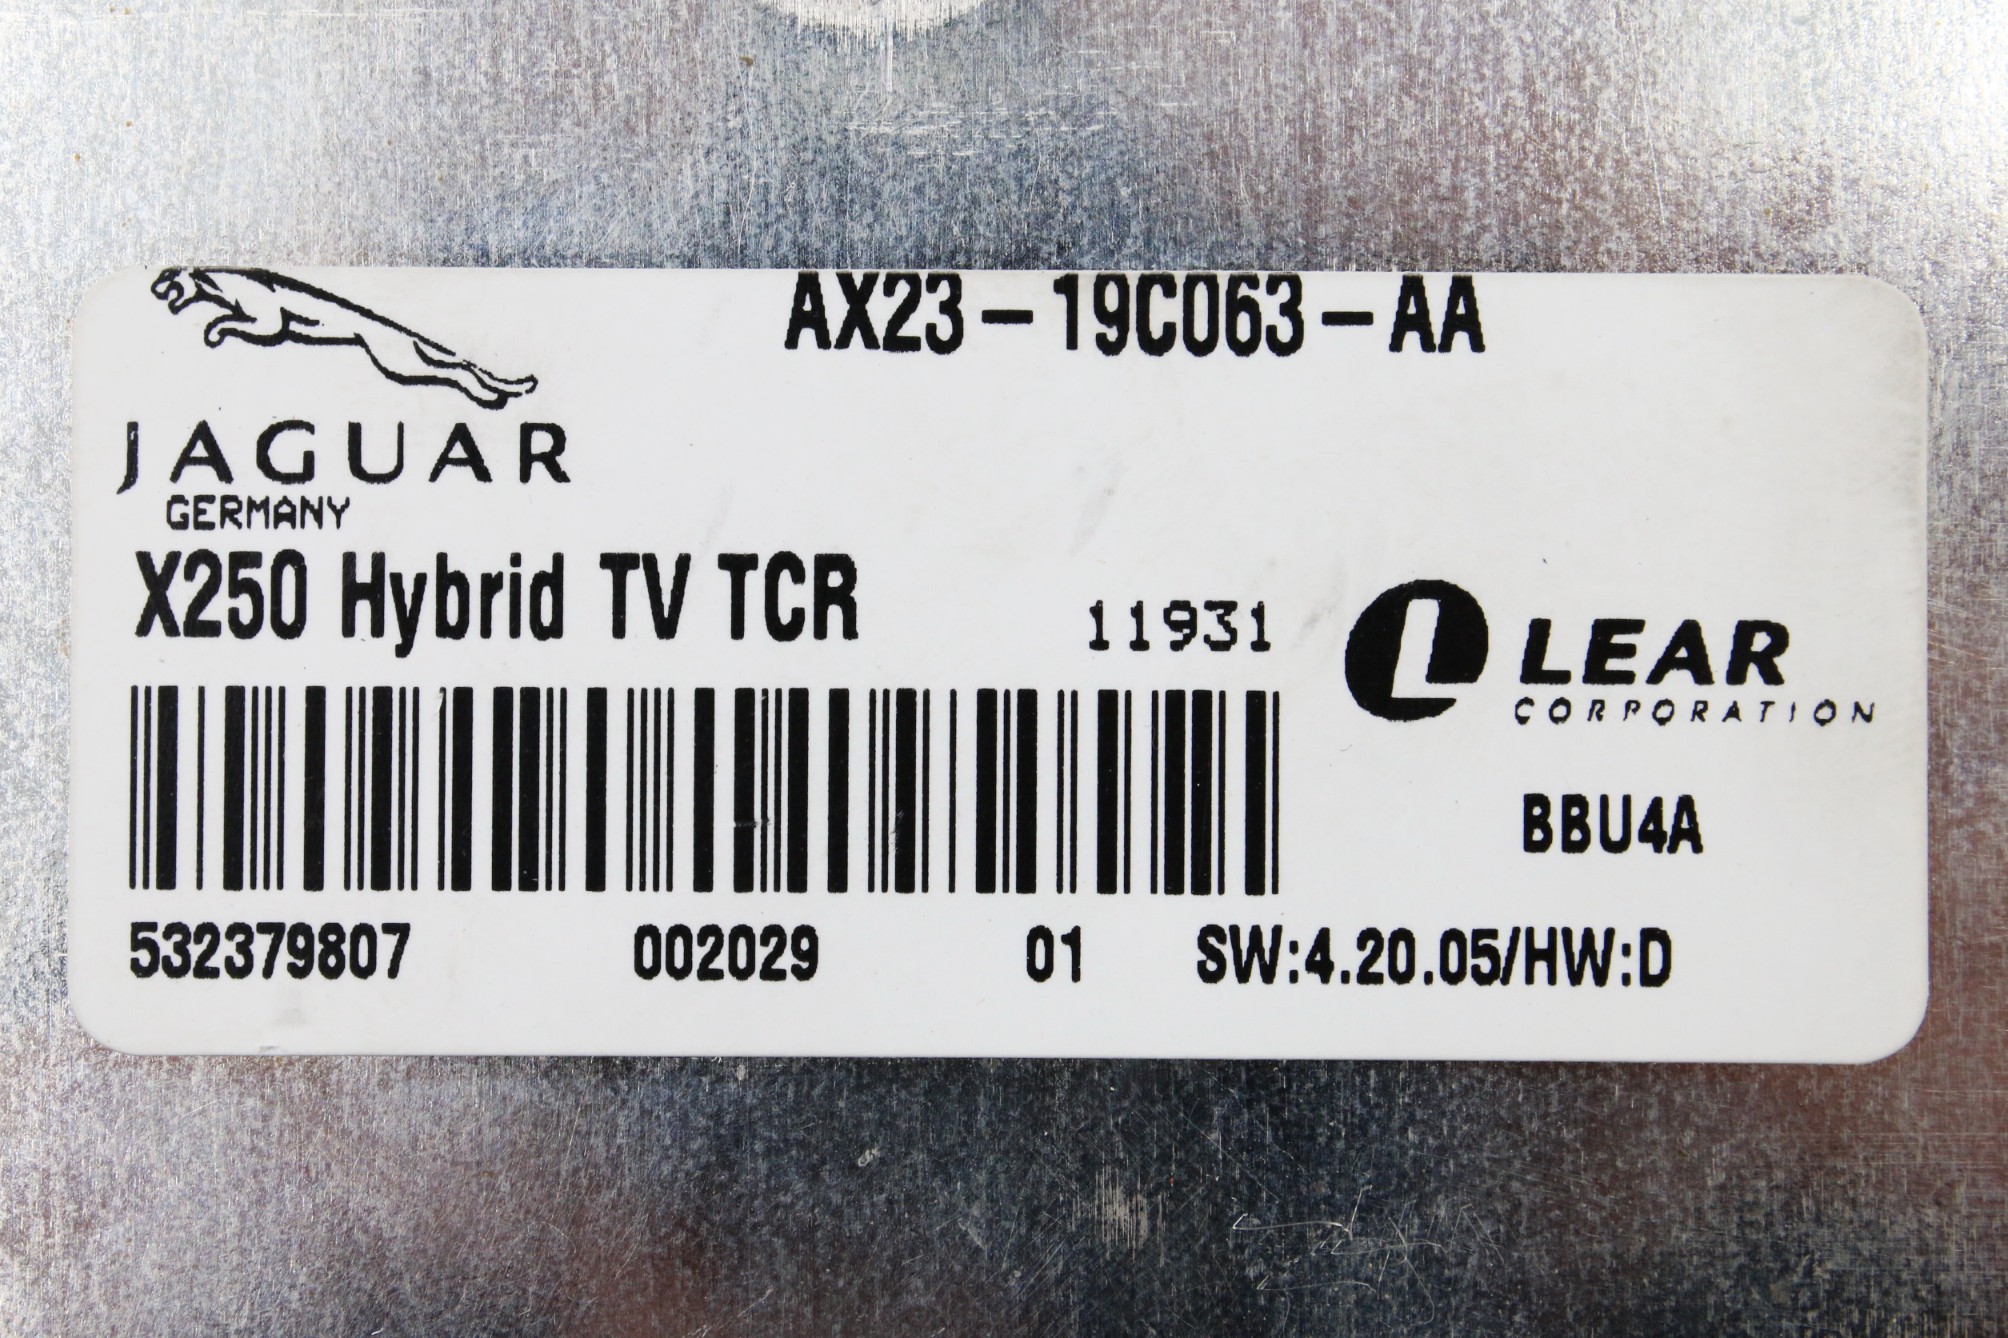 AX23-19C063-AA
JAGUAR
GERMANY
X250 Hybrid TV TCR
11931
LEAR
CORPORATION
BBU4A
532379807 002029 01 SW:4.20.05/HW:D